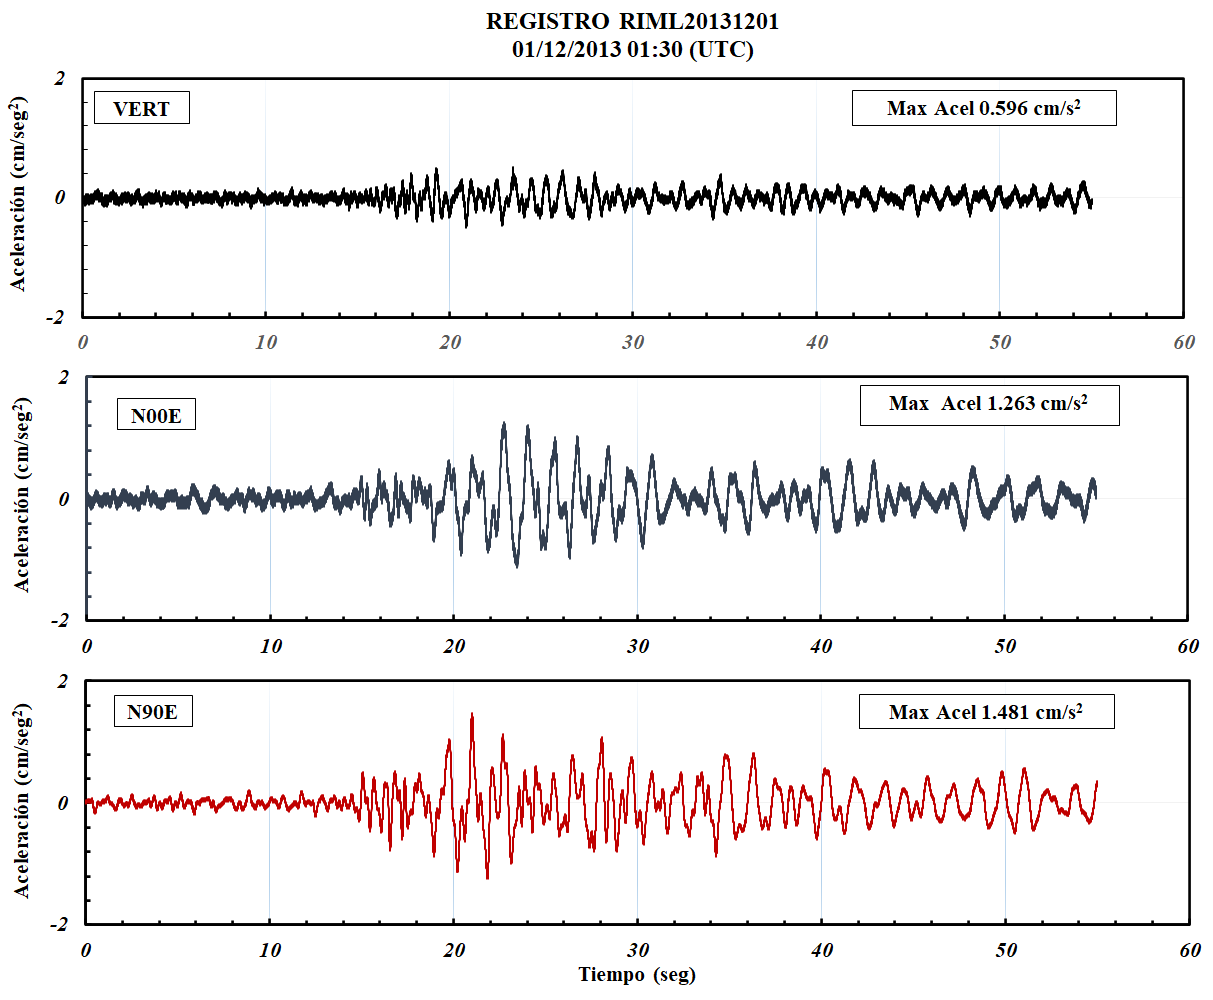 REGISTRO RIML20131201
01/12/2013 01:30 (UTC)
Aceleración (cm/seg²)
2
0
-2
VERT
Max Acel 0.596 cm/s²
0 10 20 30 40 50 60
Aceleración (cm/seg²)
2
0
-2
N00E
Max Acel 1.263 cm/s²
0 10 20 30 40 50 60
Aceleración (cm/seg²)
2
0
-2
N90E
Max Acel 1.481 cm/s²
0 10 20 30 40 50 60
Tiempo (seg)